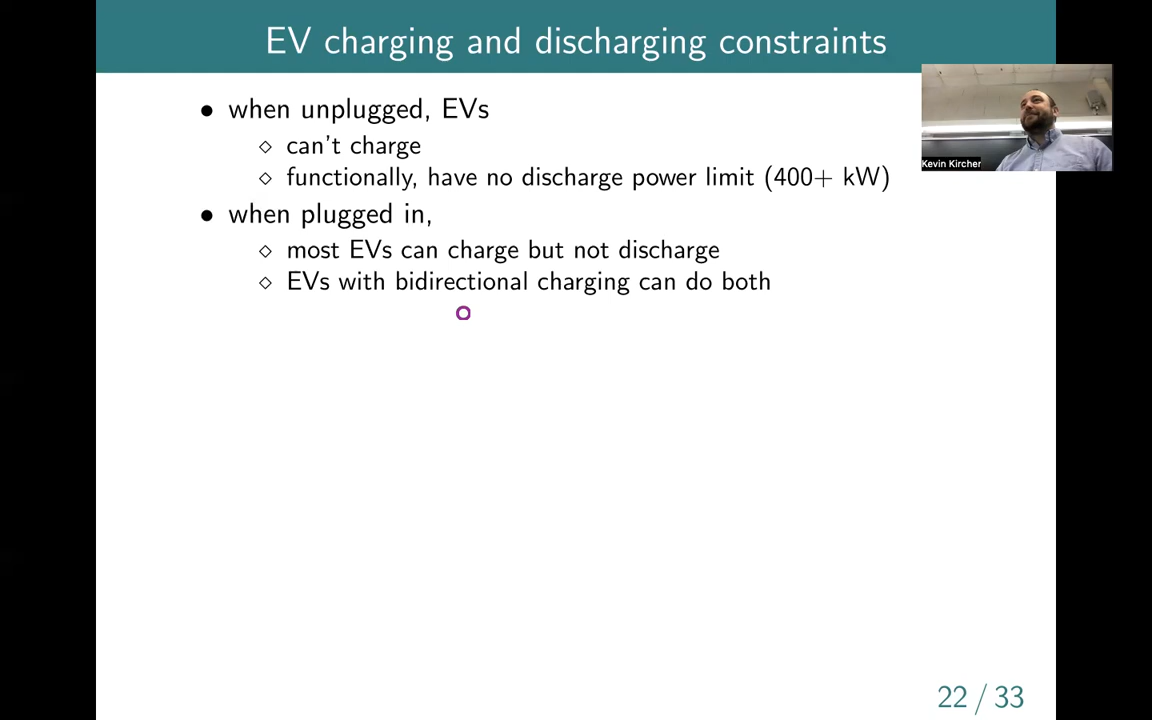 EV charging and discharging constraints
• when unplugged, EVs
⋄ can't charge
⋄ functionally, have no discharge power limit (400+ kW)
• when plugged in,
⋄ most EVs can charge but not discharge
⋄ EVs with bidirectional charging can do both
Kevin Kircher
22 / 33